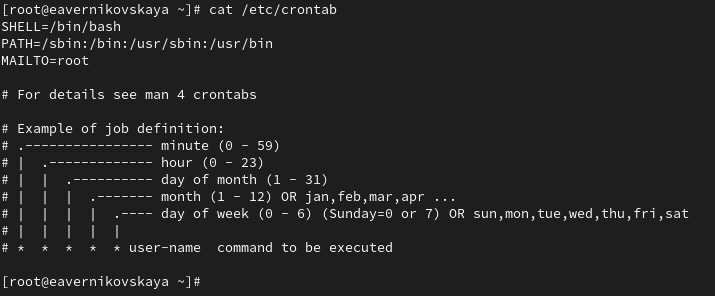 [root@eavernikovskaya ~]# cat /etc/crontab
SHELL=/bin/bash
PATH=/sbin:/bin:/usr/sbin:/usr/bin
MAILTO=root

# For details see man 4 crontabs

# Example of job definition:
# .---------------- minute (0 - 59)
# |  .------------- hour (0 - 23)
# |  |  .---------- day of month (1 - 31)
# |  |  |  .------- month (1 - 12) OR jan,feb,mar,apr ...
# |  |  |  |  .---- day of week (0 - 6) (Sunday=0 or 7) OR sun,mon,tue,wed,thu,fri,sat
# |  |  |  |  |
# *  *  *  *  * user-name  command to be executed

[root@eavernikovskaya ~]#